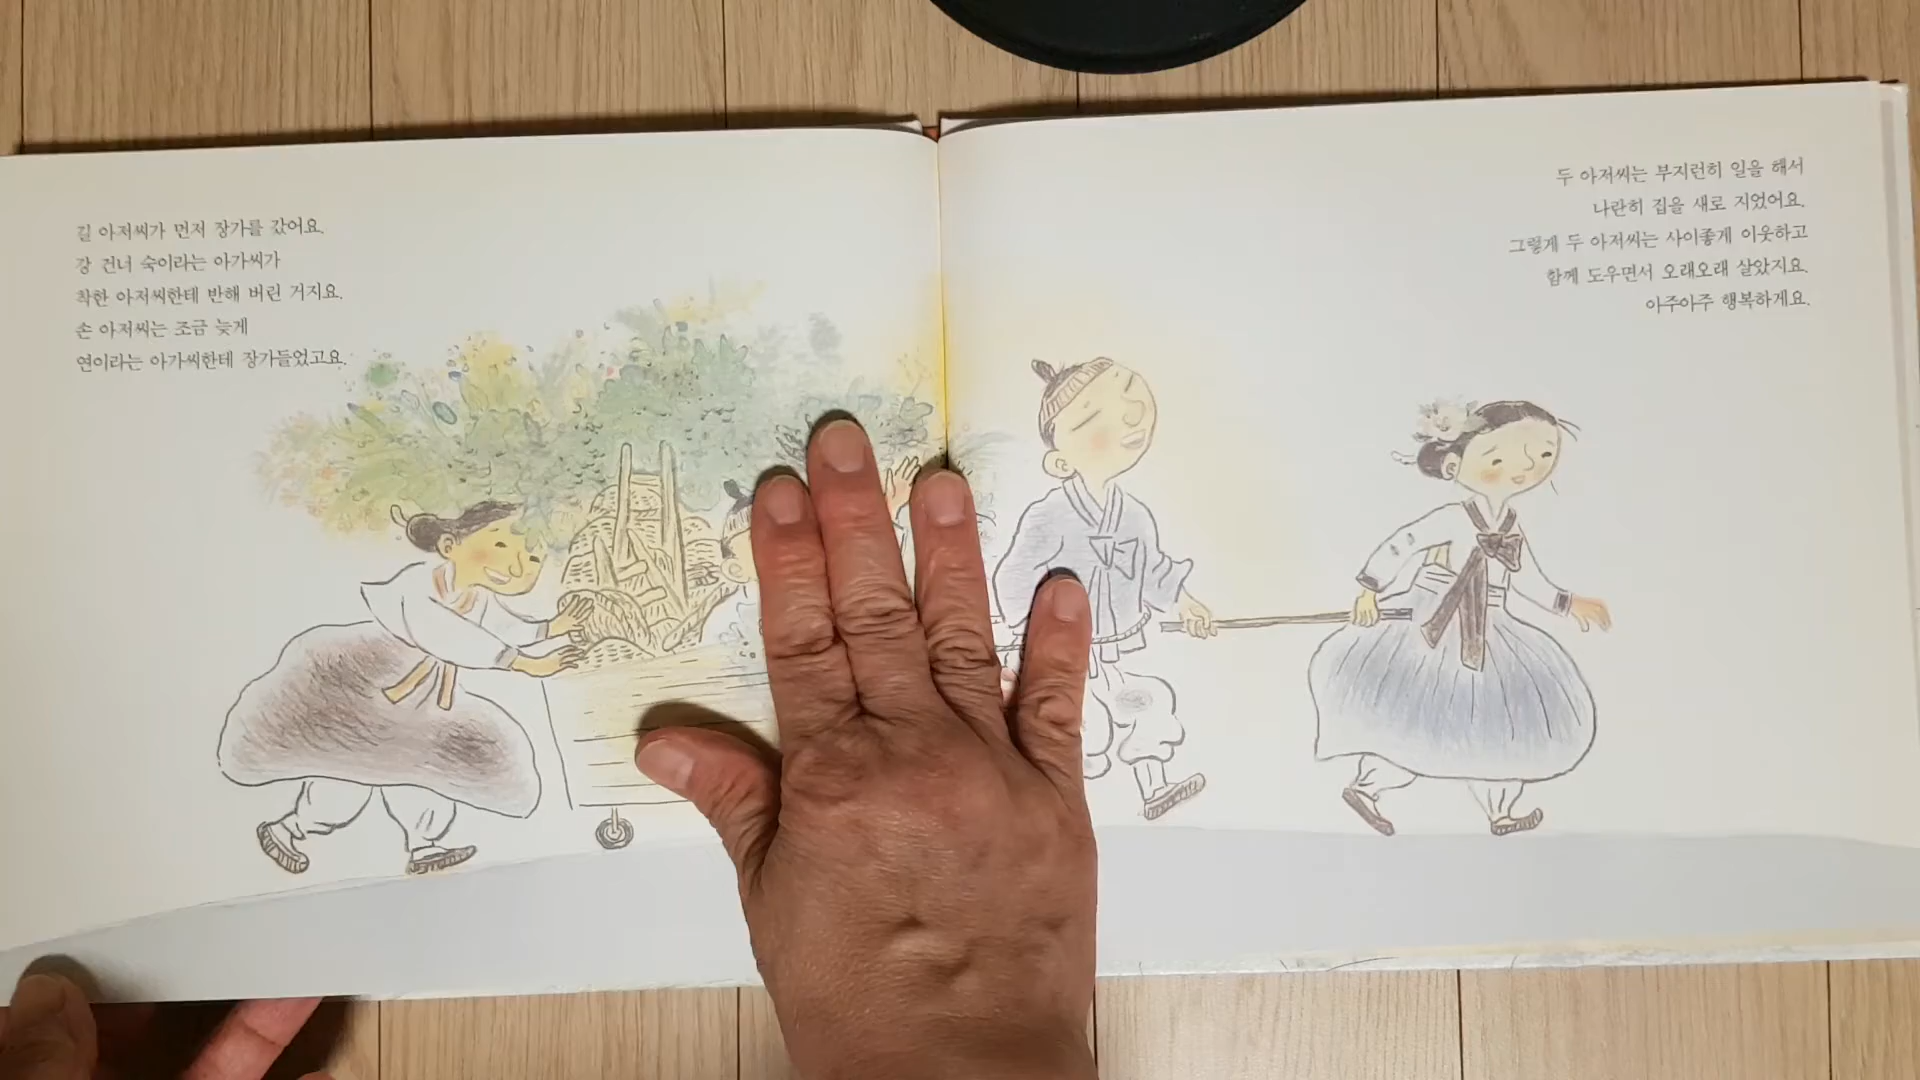 길 아저씨가 먼저 장가를 갔어요.
강 건너 숙이라는 아가씨가
착한 아저씨한테 반해 버린 거지요.
손 아저씨는 조금 늦게
연이라는 아가씨한테 장가들었고요.
두 아저씨는 부지런히 일을 해서
나란히 집을 새로 지었어요.
그렇게 두 아저씨는 사이좋게 이웃하고
함께 도우면서 오래오래 살았지요.
아주아주 행복하게요.